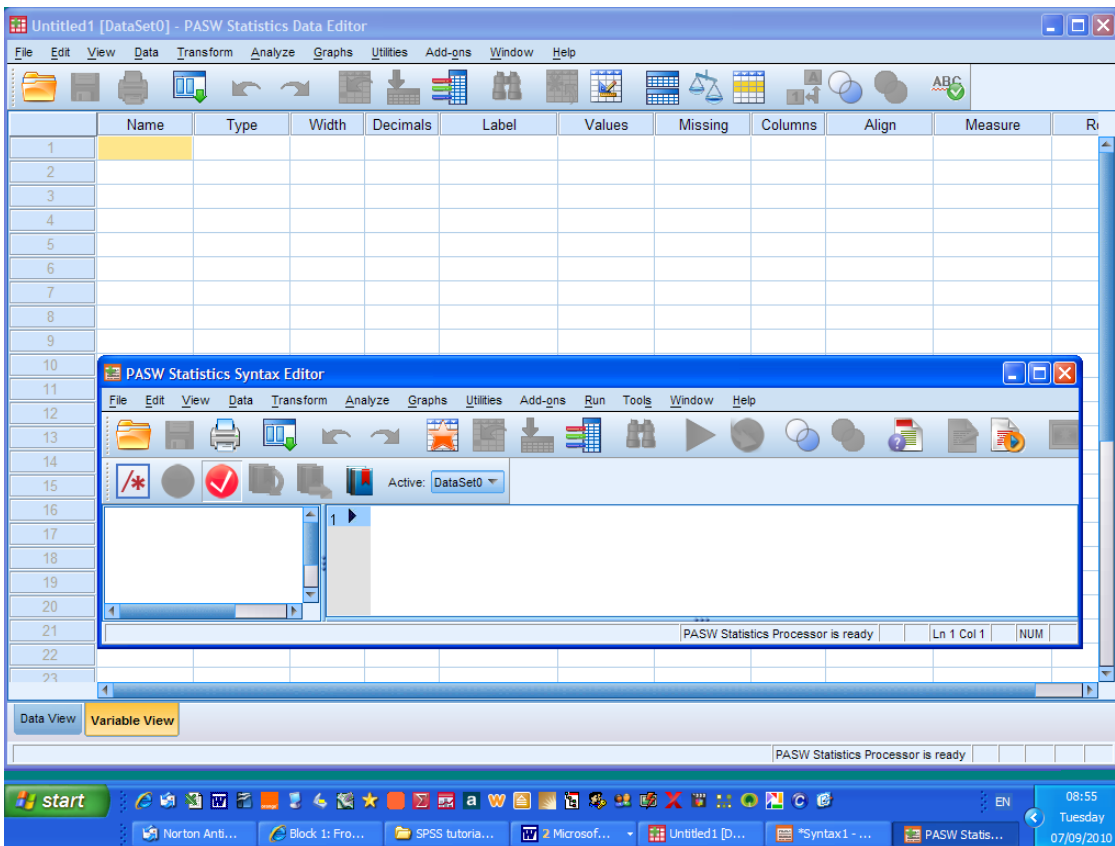 Untitled1 [DataSet0] - PASW Statistics Data Editor
File Edit View Data Transform Analyze Graphs Utilities Add-ons Window Help
A
1
ABC
Name Type Width Decimals Label Values Missing Columns Align Measure
1
2
3
4
5
6
7
8
9
10
11
12
13
14
15
16
17
18
19
20
21
22
23
PASW Statistics Syntax Editor
File Edit View Data Transform Analyze Graphs Utilities Add-ons Run Tools Window Help
/* Active: DataSet0
1
PASW Statistics Processor is ready Ln 1 Col 1 NUM
Data View Variable View
PASW Statistics Processor is ready
start EN 08:55
Tuesday
07/09/2010
Norton Anti... Block 1: Fro... SPSS tutoria... 2 Microsof... Untitled1 [D... *Syntax1 - ... PASW Statis...